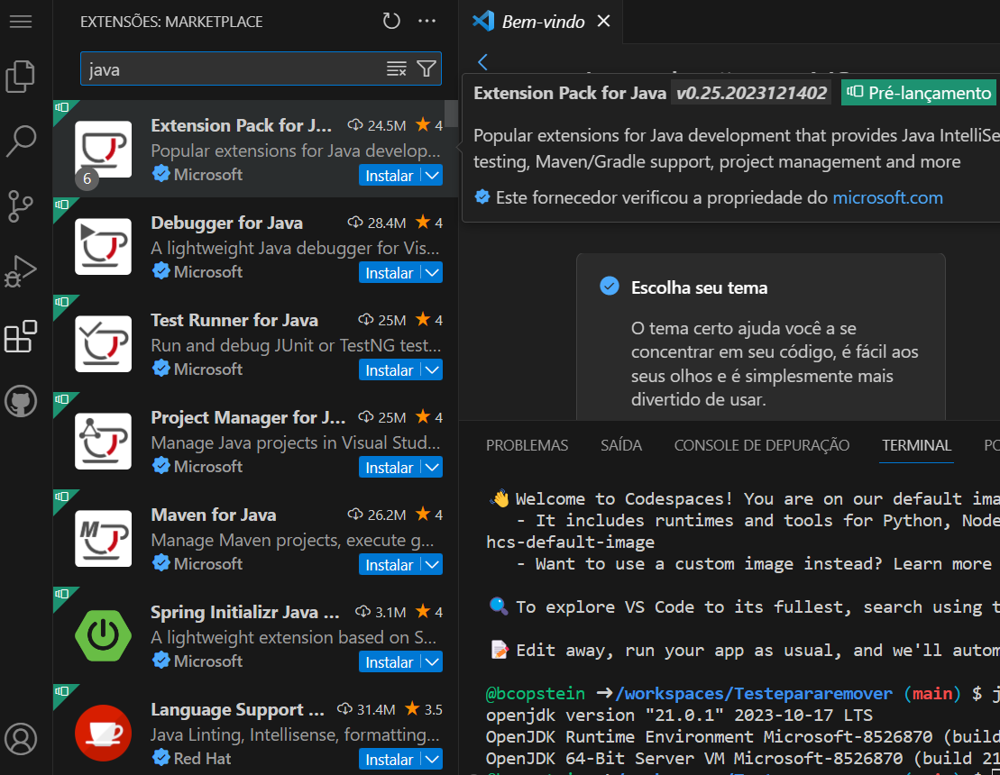 EXTENSÕES: MARKETPLACE
java
Extension Pack for J... 24.5M 4
Popular extensions for Java develop...
Microsoft Instalar
6
Debugger for Java 28.4M 4
A lightweight Java debugger for Vis...
Microsoft Instalar
Test Runner for Java 25M 4
Run and debug JUnit or TestNG test...
Microsoft Instalar
Project Manager for J... 25M 4
Manage Java projects in Visual Stud...
Microsoft Instalar
Maven for Java 26.2M 4
Manage Maven projects, execute g...
Microsoft Instalar
Spring Initializr Java ... 3.1M 4
A lightweight extension based on S...
Microsoft Instalar
Language Support ... 31.4M 3.5
Java Linting, Intellisense, formatting...
Red Hat Instalar
Bem-vindo
Extension Pack for Java v0.25.2023121402 Pré-lançamento
Popular extensions for Java development that provides Java IntelliSe
testing, Maven/Gradle support, project management and more
Este fornecedor verificou a propriedade do microsoft.com
Escolha seu tema
O tema certo ajuda você a se
concentrar em seu código, é fácil aos
seus olhos e é simplesmente mais
divertido de usar.
PROBLEMAS SAÍDA CONSOLE DE DEPURAÇÃO TERMINAL PO
👋 Welcome to Codespaces! You are on our default ima
- It includes runtimes and tools for Python, Node
hcs-default-image
- Want to use a custom image instead? Learn more
🔍 To explore VS Code to its fullest, search using t
📝 Edit away, run your app as usual, and we'll autom
@bcopstein ➜/workspaces/Testepararemover (main) $ j
openjdk version "21.0.1" 2023-10-17 LTS
OpenJDK Runtime Environment Microsoft-8526870 (build
OpenJDK 64-Bit Server VM Microsoft-8526870 (build 21